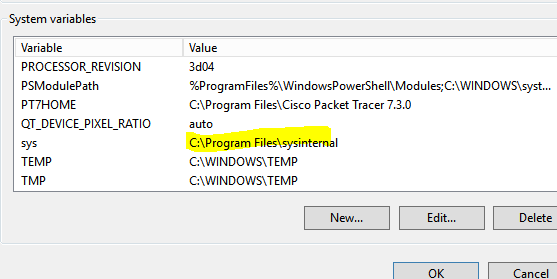 System variables
Variable Value
PROCESSOR_REVISION 3d04
PSModulePath %ProgramFiles%\WindowsPowerShell\Modules;C:\WINDOWS\syst...
PT7HOME C:\Program Files\Cisco Packet Tracer 7.3.0
QT_DEVICE_PIXEL_RATIO auto
sys C:\Program Files\sysinternal
TEMP C:\WINDOWS\TEMP
TMP C:\WINDOWS\TEMP
New... Edit... Delete
OK Cancel